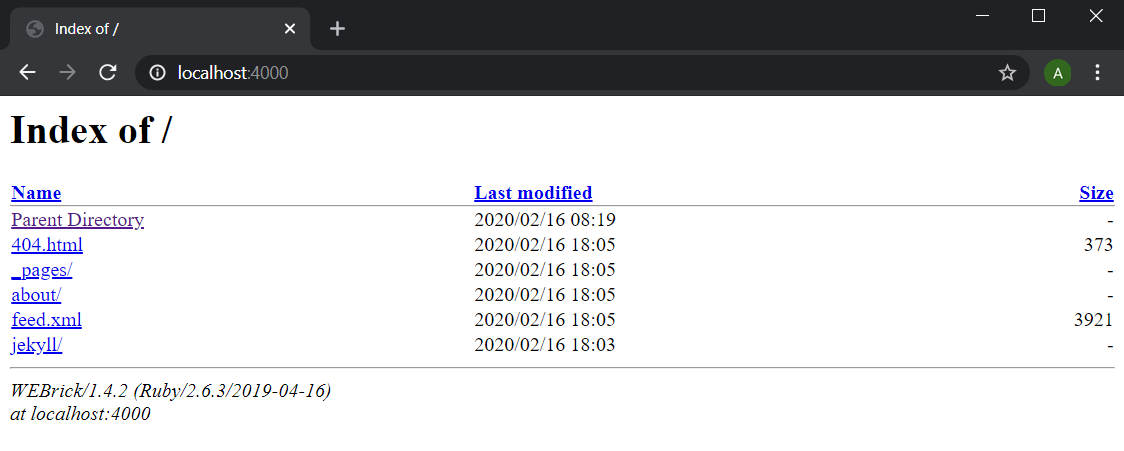 Index of /
localhost:4000
A
Index of /
Name Last modified Size
Parent Directory 2020/02/16 08:19 -
404.html 2020/02/16 18:05 373
_pages/ 2020/02/16 18:05 -
about/ 2020/02/16 18:05 -
feed.xml 2020/02/16 18:05 3921
jekyll/ 2020/02/16 18:03 -
WEBrick/1.4.2 (Ruby/2.6.3/2019-04-16)
at localhost:4000